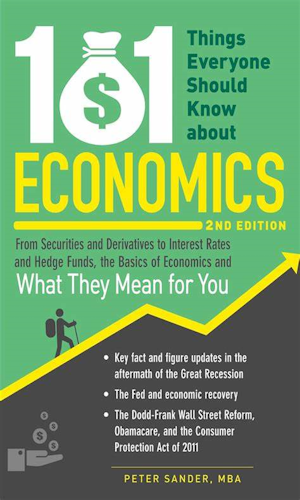 101 Things
Everyone
Should
Know
about
ECONOMICS
2ND EDITION
From Securities and Derivatives to Interest Rates
and Hedge Funds, the Basics of Economics and
What They Mean for You
• Key fact and figure updates in the
aftermath of the Great Recession
• The Fed and economic recovery
• The Dodd-Frank Wall Street Reform,
Obamacare, and the Consumer
Protection Act of 2011
PETER SANDER, MBA